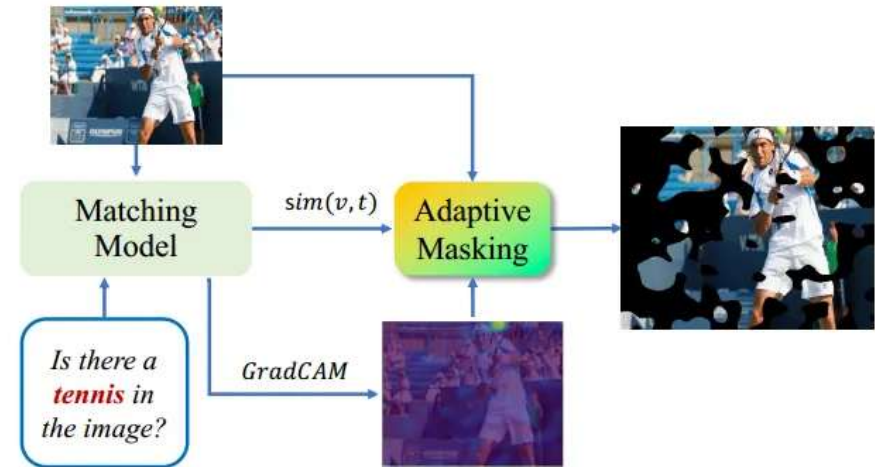 Matching
Model
sim(v,t)
Adaptive
Masking
Is there a
tennis in
the image?
GradCAM